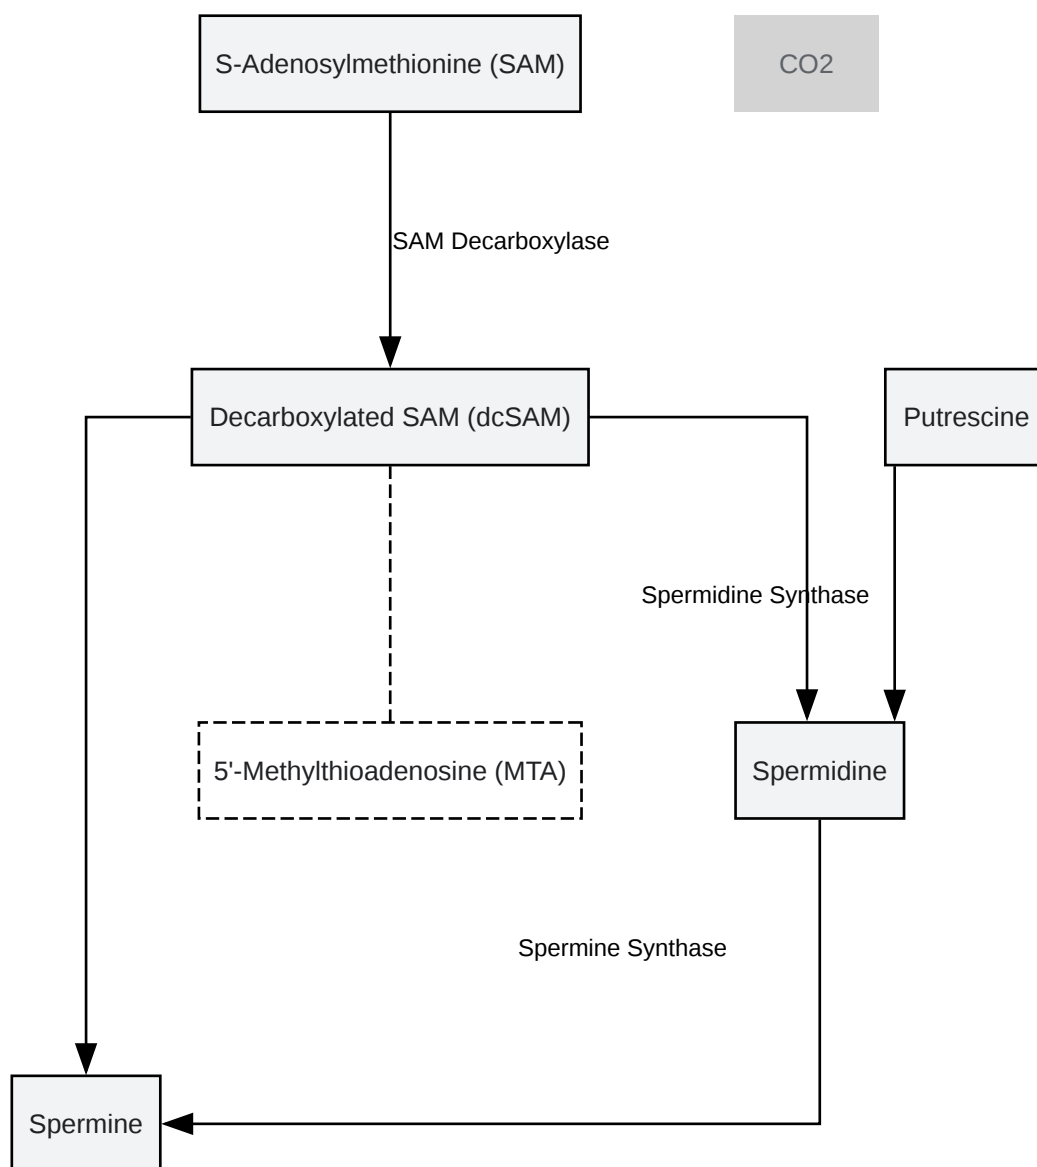 S-Adenosylmethionine (SAM)
CO2
SAM Decarboxylase
Decarboxylated SAM (dcSAM)
Putrescine
Spermidine Synthase
5'-Methylthioadenosine (MTA)
Spermidine
Spermine Synthase
Spermine